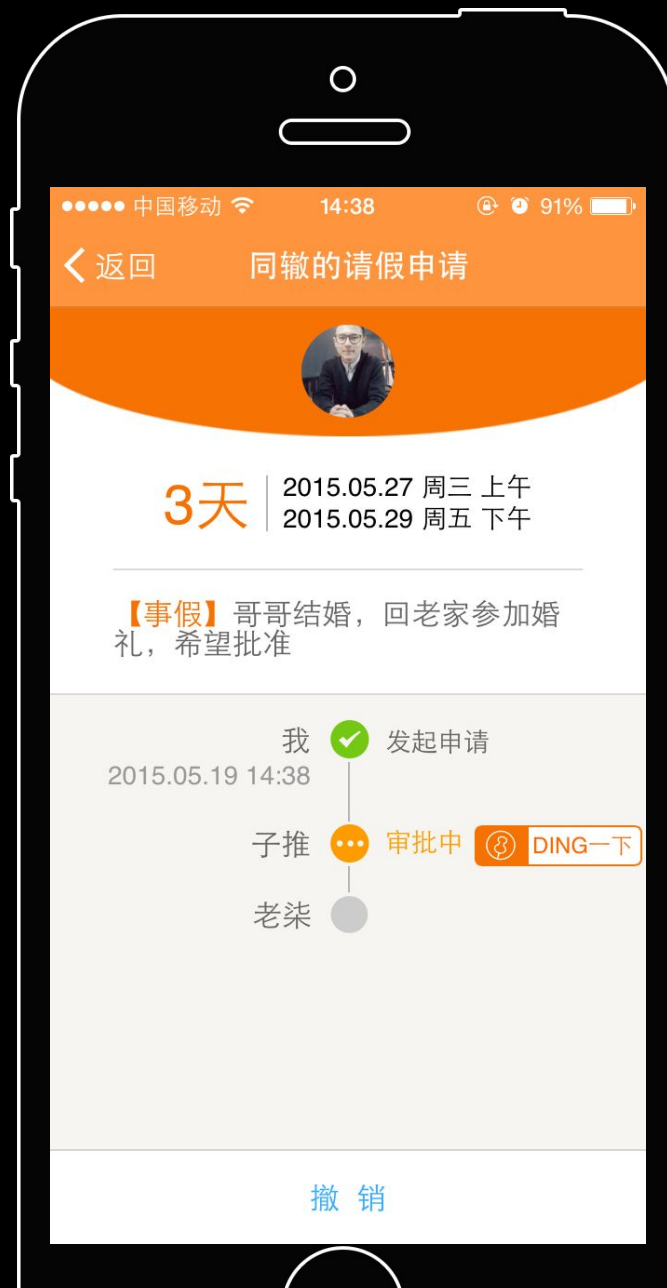 中国移动 14:38 91%
返回 同辙的请假申请
3天
2015.05.27 周三 上午
2015.05.29 周五 下午
【事假】哥哥结婚，回老家参加婚
礼，希望批准
我 发起申请
2015.05.19 14:38
子推 审批中 DING一下
老柒
撤 销